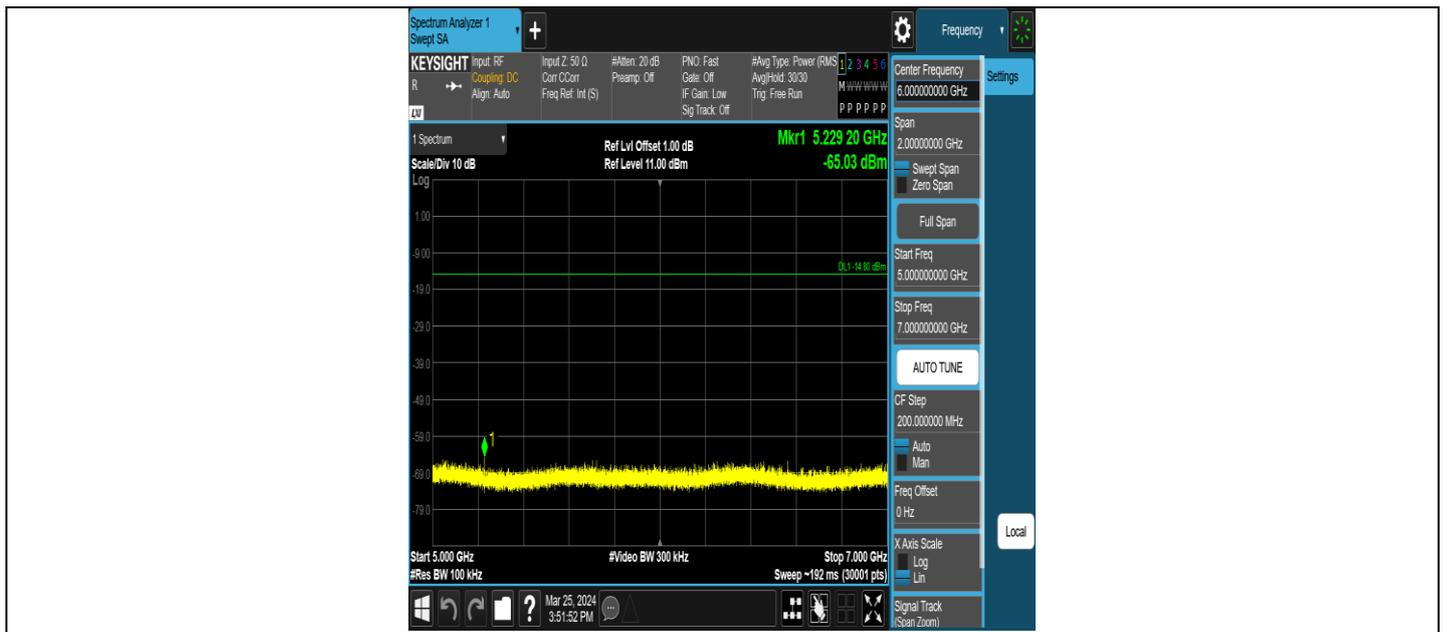 Spectrum Analyzer 1
Swept SA
+
Frequency
KEYSIGHT
R
LXI
Input: RF
Coupling: DC
Align: Auto
Input Z: 50 Ω
Corr CCorr
Freq Ref: Int (S)
#Atten: 20 dB
Preamp: Off
PNO: Fast
Gate: Off
IF Gain: Low
Sig Track: Off
#Avg Type: Power (RMS
Avg|Hold: 30/30
Trig: Free Run
1 2 3 4 5 6
M W W W W W
P P P P P P
1 Spectrum
Scale/Div 10 dB
Ref Lvl Offset 1.00 dB
Ref Level 11.00 dBm
Mkr1 5.229 20 GHz
-65.03 dBm
Log
1.00
-9.00
DL1 -14.80 dBm
-19.0
-29.0
-39.0
-49.0
-59.0
1
-69.0
-79.0
Start 5.000 GHz
#Video BW 300 kHz
Stop 7.000 GHz
#Res BW 100 kHz
Sweep ~192 ms (30001 pts)
Mar 25, 2024
3:51:52 PM
?
Center Frequency
6.000000000 GHz
Settings
Span
2.00000000 GHz
Swept Span
Zero Span
Full Span
Start Freq
5.000000000 GHz
Stop Freq
7.000000000 GHz
AUTO TUNE
CF Step
200.000000 MHz
Auto
Man
Freq Offset
0 Hz
X Axis Scale
Log
Lin
Local
Signal Track
(Span Zoom)